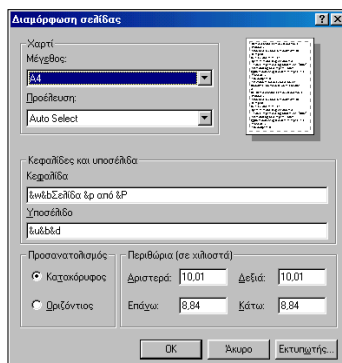 Διαμόρφωση σελίδας
Χαρτί
Μέγεθος:
A4
Προέλευση:
Auto Select
Κεφαλίδες και υποσέλιδα
Κεφαλίδα
&w&bΣελίδα &p από &P
Υποσέλιδο
&u&b&d
Προσανατολισμός
Κατακόρυφος
Οριζόντιος
Περιθώρια (σε χιλιοστά)
Αριστερά: 10,01 Δεξιά: 10,01
Επάνω: 8,84 Κάτω: 8,84
OK Άκυρο Εκτυπωτής...